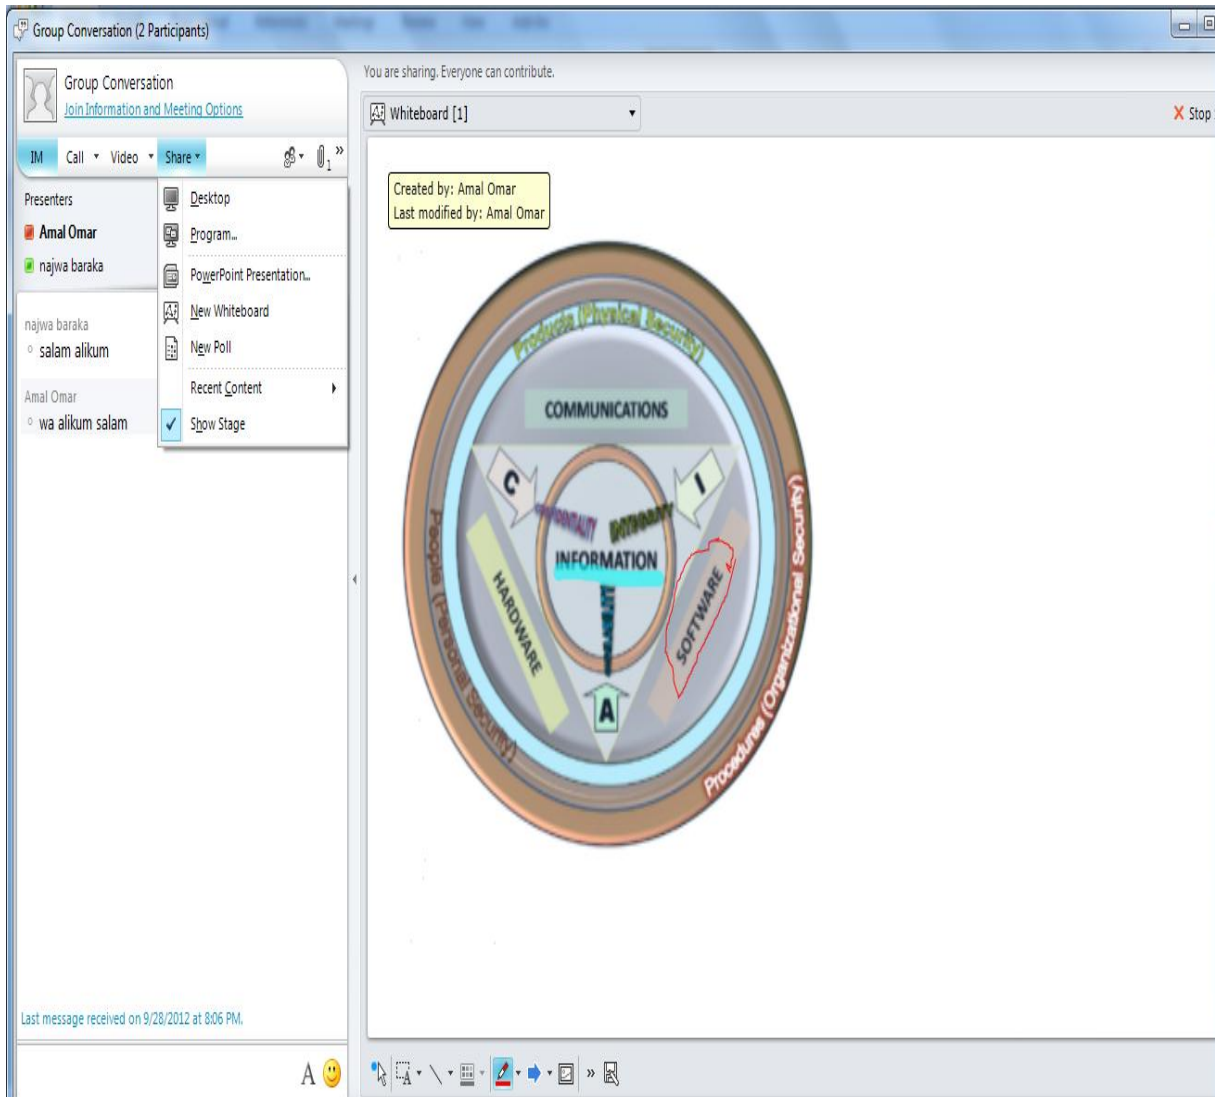 Group Conversation (2 Participants)
Group Conversation
Join Information and Meeting Options
IM Call Video Share
1
Presenters
Amal Omar
najwa baraka
Desktop
Program...
PowerPoint Presentation...
New Whiteboard
New Poll
Recent Content
Show Stage
najwa baraka
salam alikum
Amal Omar
wa alikum salam
Last message received on 9/28/2012 at 8:06 PM.
A
You are sharing. Everyone can contribute.
Whiteboard [1]
X Stop
Created by: Amal Omar
Last modified by: Amal Omar
Products (Physical Security)
COMMUNICATIONS
C
I
INTEGRITY
INFORMATION
HARDWARE
SOFTWARE
A
People (Personal Security)
Procedures (Organizational Security)